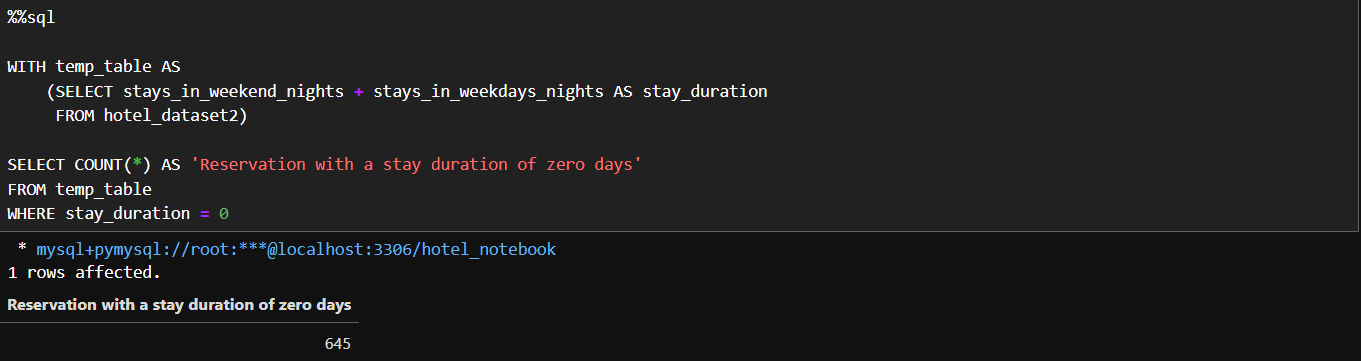 %%sql
WITH temp_table AS
(SELECT stays_in_weekend_nights + stays_in_weekdays_nights AS stay_duration
FROM hotel_dataset2)
SELECT COUNT(*) AS 'Reservation with a stay duration of zero days'
FROM temp_table
WHERE stay_duration = 0
* mysql+pymysql://root:***@localhost:3306/hotel_notebook
1 rows affected.
Reservation with a stay duration of zero days
645